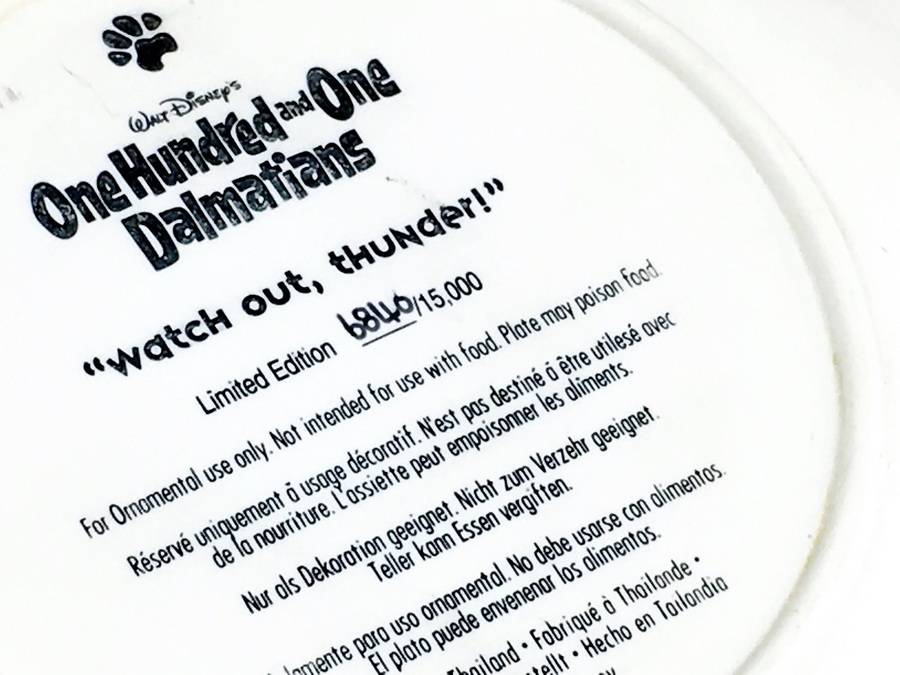 Walt Disney's
One Hundred and One
Dalmatians
"watch out, thunder!"
Limited Edition 6840/15,000
For Ornamental use only. Not intended for use with food. Plate may poison food.
Réservé uniquement à usage décoratif. N'est pas destiné à être utilesé avec
de la nourriture. L'assiette peut empoisonner les aliments.
Nur als Dekoration geeignet. Nicht zum Verzehr geeignet.
Teller kann Essen vergiften.
para uso ornamental. No debe usarse con alimentos.
El plato puede envenenar los alimentos.
Thailand • Fabriqué à Thaïlande •
• Hecho en Tailandia